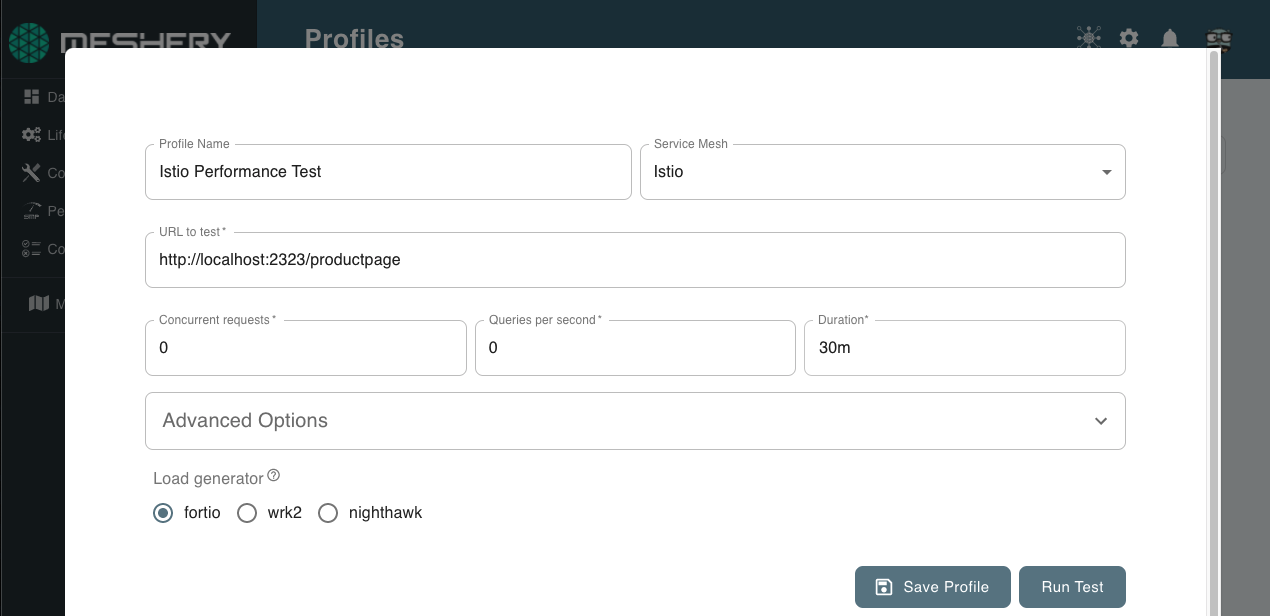 MESHERY
Profiles
Da
Life
Co
Pe
Co
M
Profile Name
Istio Performance Test
Service Mesh
Istio
URL to test *
http://localhost:2323/productpage
Concurrent requests *
0
Queries per second *
0
Duration*
30m
Advanced Options
Load generator ?
fortio
wrk2
nighthawk
Save Profile
Run Test